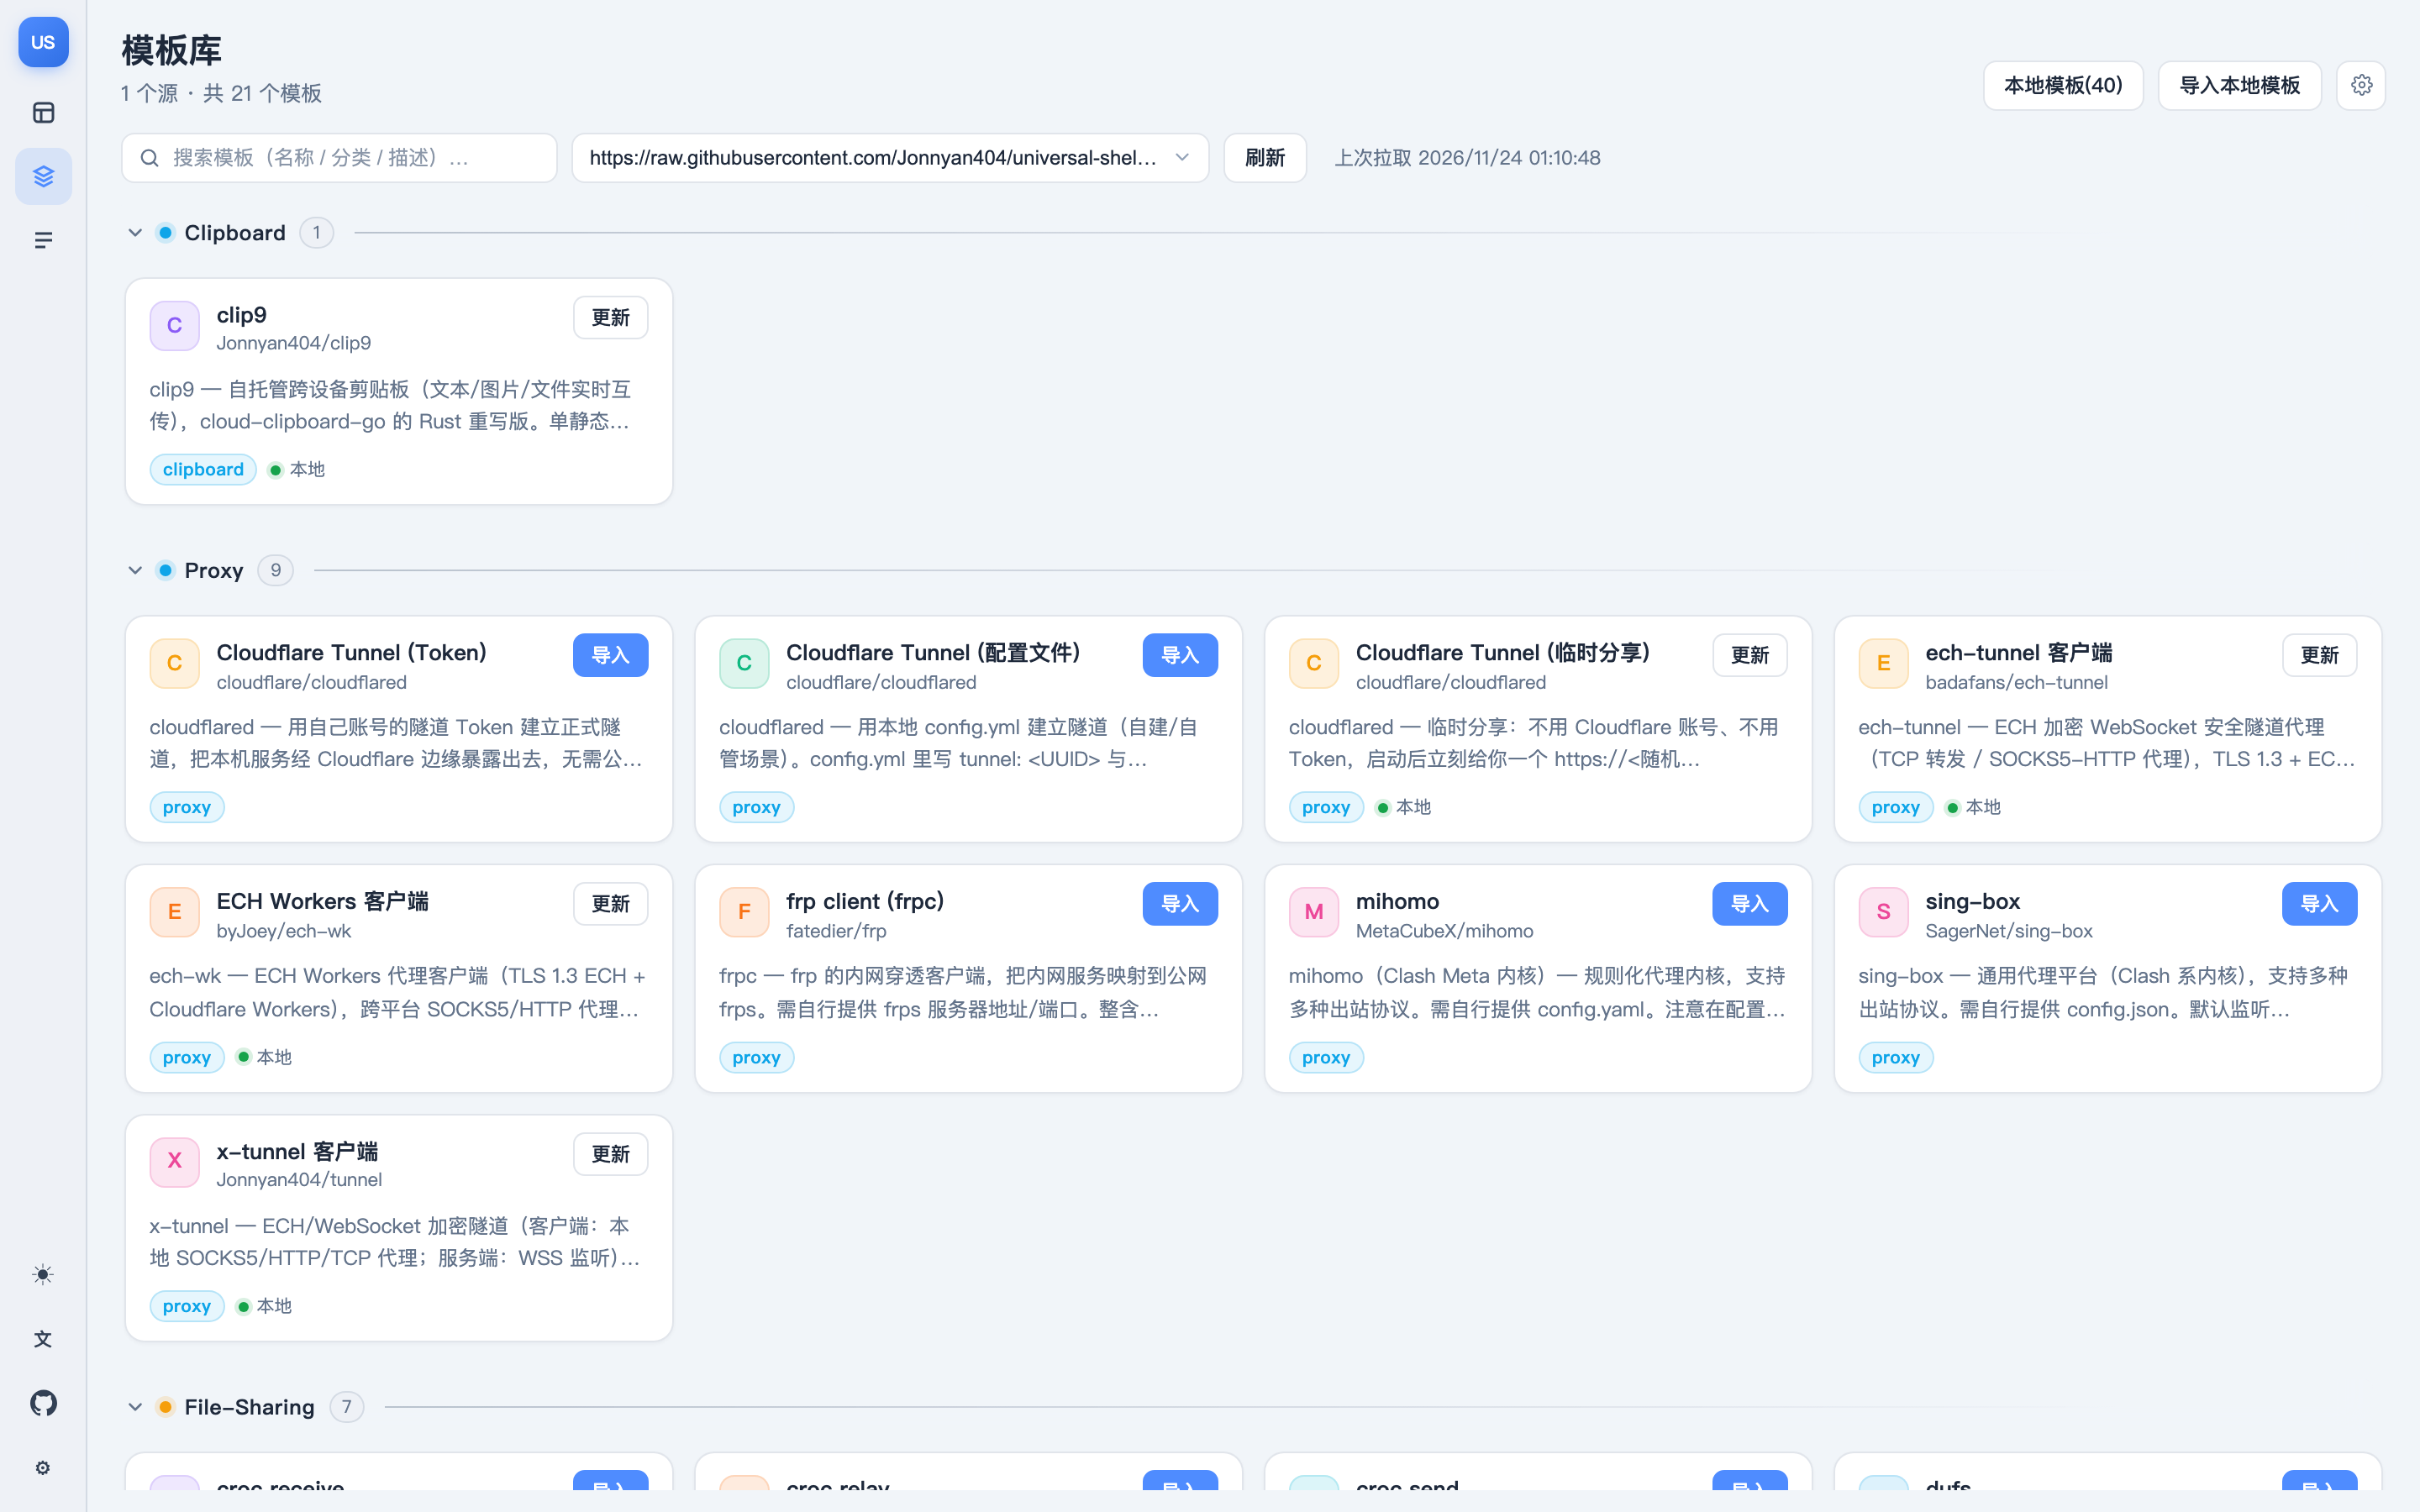 US
模板库
1 个源 · 共 21 个模板
本地模板(40)
导入本地模板
搜索模板（名称 / 分类 / 描述）…
https://raw.githubusercontent.com/Jonnyan404/universal-shel…
刷新
上次拉取 2026/11/24 01:10:48
Clipboard 1
C
clip9
更新
Jonnyan404/clip9
clip9 — 自托管跨设备剪贴板（文本/图片/文件实时互
传），cloud-clipboard-go 的 Rust 重写版。单静态…
clipboard 本地
Proxy 9
C
Cloudflare Tunnel (Token)
导入
cloudflare/cloudflared
cloudflared — 用自己账号的隧道 Token 建立正式隧
道，把本机服务经 Cloudflare 边缘暴露出去，无需公…
proxy
C
Cloudflare Tunnel (配置文件)
导入
cloudflare/cloudflared
cloudflared — 用本地 config.yml 建立隧道（自建/自
管场景）。config.yml 里写 tunnel: <UUID> 与…
proxy
C
Cloudflare Tunnel (临时分享)
更新
cloudflare/cloudflared
cloudflared — 临时分享：不用 Cloudflare 账号、不用
Token，启动后立刻给你一个 https://<随机…
proxy 本地
E
ech-tunnel 客户端
更新
badafans/ech-tunnel
ech-tunnel — ECH 加密 WebSocket 安全隧道代理
（TCP 转发 / SOCKS5-HTTP 代理），TLS 1.3 + EC…
proxy 本地
E
ECH Workers 客户端
更新
byJoey/ech-wk
ech-wk — ECH Workers 代理客户端（TLS 1.3 ECH +
Cloudflare Workers），跨平台 SOCKS5/HTTP 代理…
proxy 本地
F
frp client (frpc)
导入
fatedier/frp
frpc — frp 的内网穿透客户端，把内网服务映射到公网
frps。需自行提供 frps 服务器地址/端口。整合…
proxy
M
mihomo
导入
MetaCubeX/mihomo
mihomo（Clash Meta 内核）— 规则化代理内核，支持
多种出站协议。需自行提供 config.yaml。注意在配置…
proxy
S
sing-box
导入
SagerNet/sing-box
sing-box — 通用代理平台（Clash 系内核），支持多种
出站协议。需自行提供 config.json。默认监听…
proxy
X
x-tunnel 客户端
更新
Jonnyan404/tunnel
x-tunnel — ECH/WebSocket 加密隧道（客户端：本
地 SOCKS5/HTTP/TCP 代理；服务端：WSS 监听）…
proxy 本地
文
File-Sharing 7
croc receive
导入
croc relay
导入
croc send
导入
dufs
导入